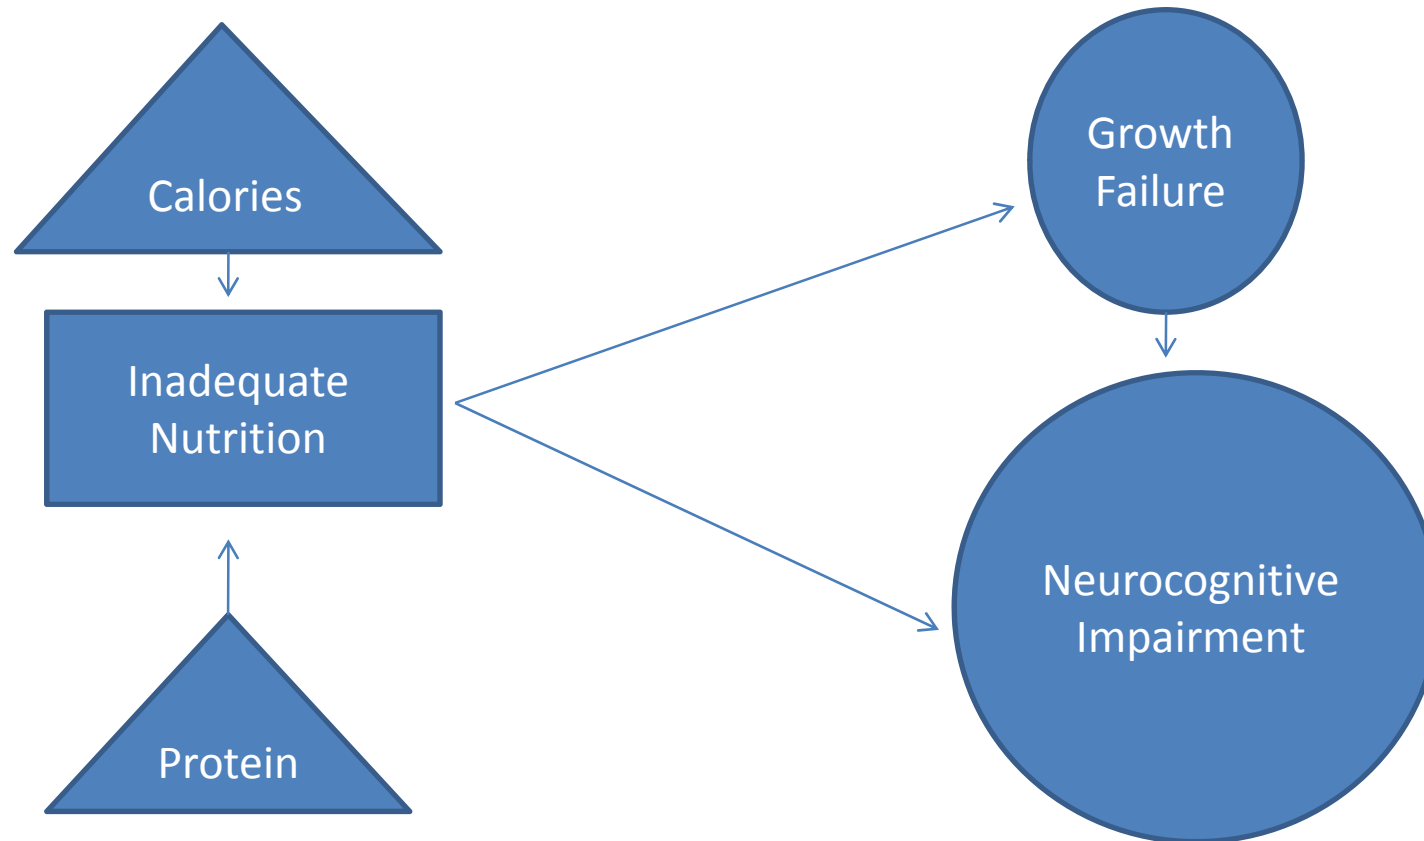 Calories
Inadequate
Nutrition
Protein
Growth
Failure
Neurocognitive
Impairment